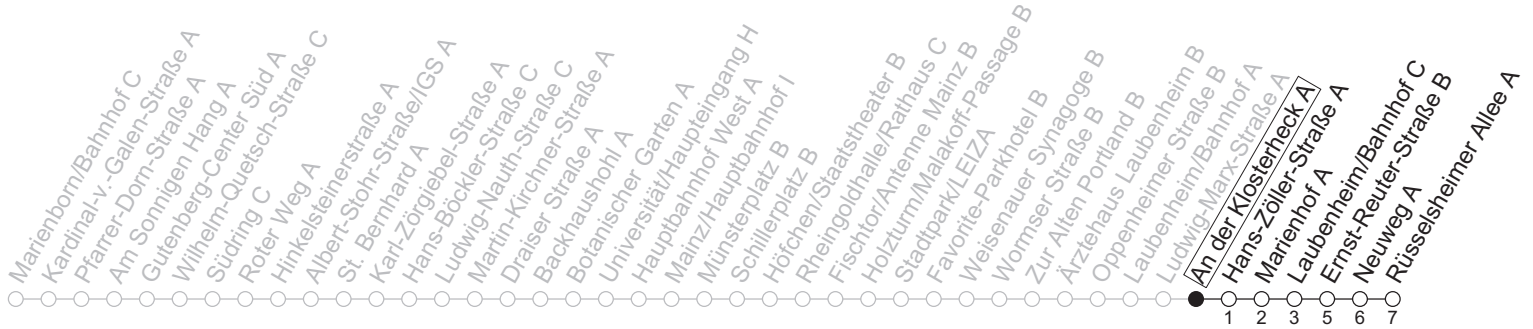 Marienborn/Bahnhof C
Kardinal-v.-Galen-Straße A
Pfarrer-Dorn-Straße A
Am Sonnigen Hang A
Gutenberg-Center Süd A
Wilhelm-Quetsch-Straße C
Südring C
Roter Weg A
Hinkelsteinerstraße A
Albert-Stohr-Straße/IGS A
St. Bernhard A
Karl-Zörgiebel-Straße A
Hans-Böckler-Straße C
Ludwig-Nauth-Straße C
Martin-Kirchner-Straße A
Draiser Straße A
Backhaushohl A
Botanischer Garten A
Universität/Haupteingang H
Hauptbahnhof West A
Mainz/Hauptbahnhof I
Münsterplatz B
Schillerplatz B
Höfchen/Staatstheater B
Rheingoldhalle/Rathaus C
Fischtor/Antenne Mainz B
Holzturm/Malakoff-Passage B
Stadtpark/LEIZA
Favorite-Parkhotel B
Weisenauer Synagoge B
Wormser Straße B
Zur Alten Portland B
Ärztehaus Laubenheim B
Oppenheimer Straße B
Laubenheim/Bahnhof A
Ludwig-Marx-Straße A
An der Klosterheck A
Hans-Zöller-Straße A
Marienhof A
Laubenheim/Bahnhof C
Ernst-Reuter-Straße B
Neuweg A
Rüsselsheimer Allee A
1 2 3 5 6 7